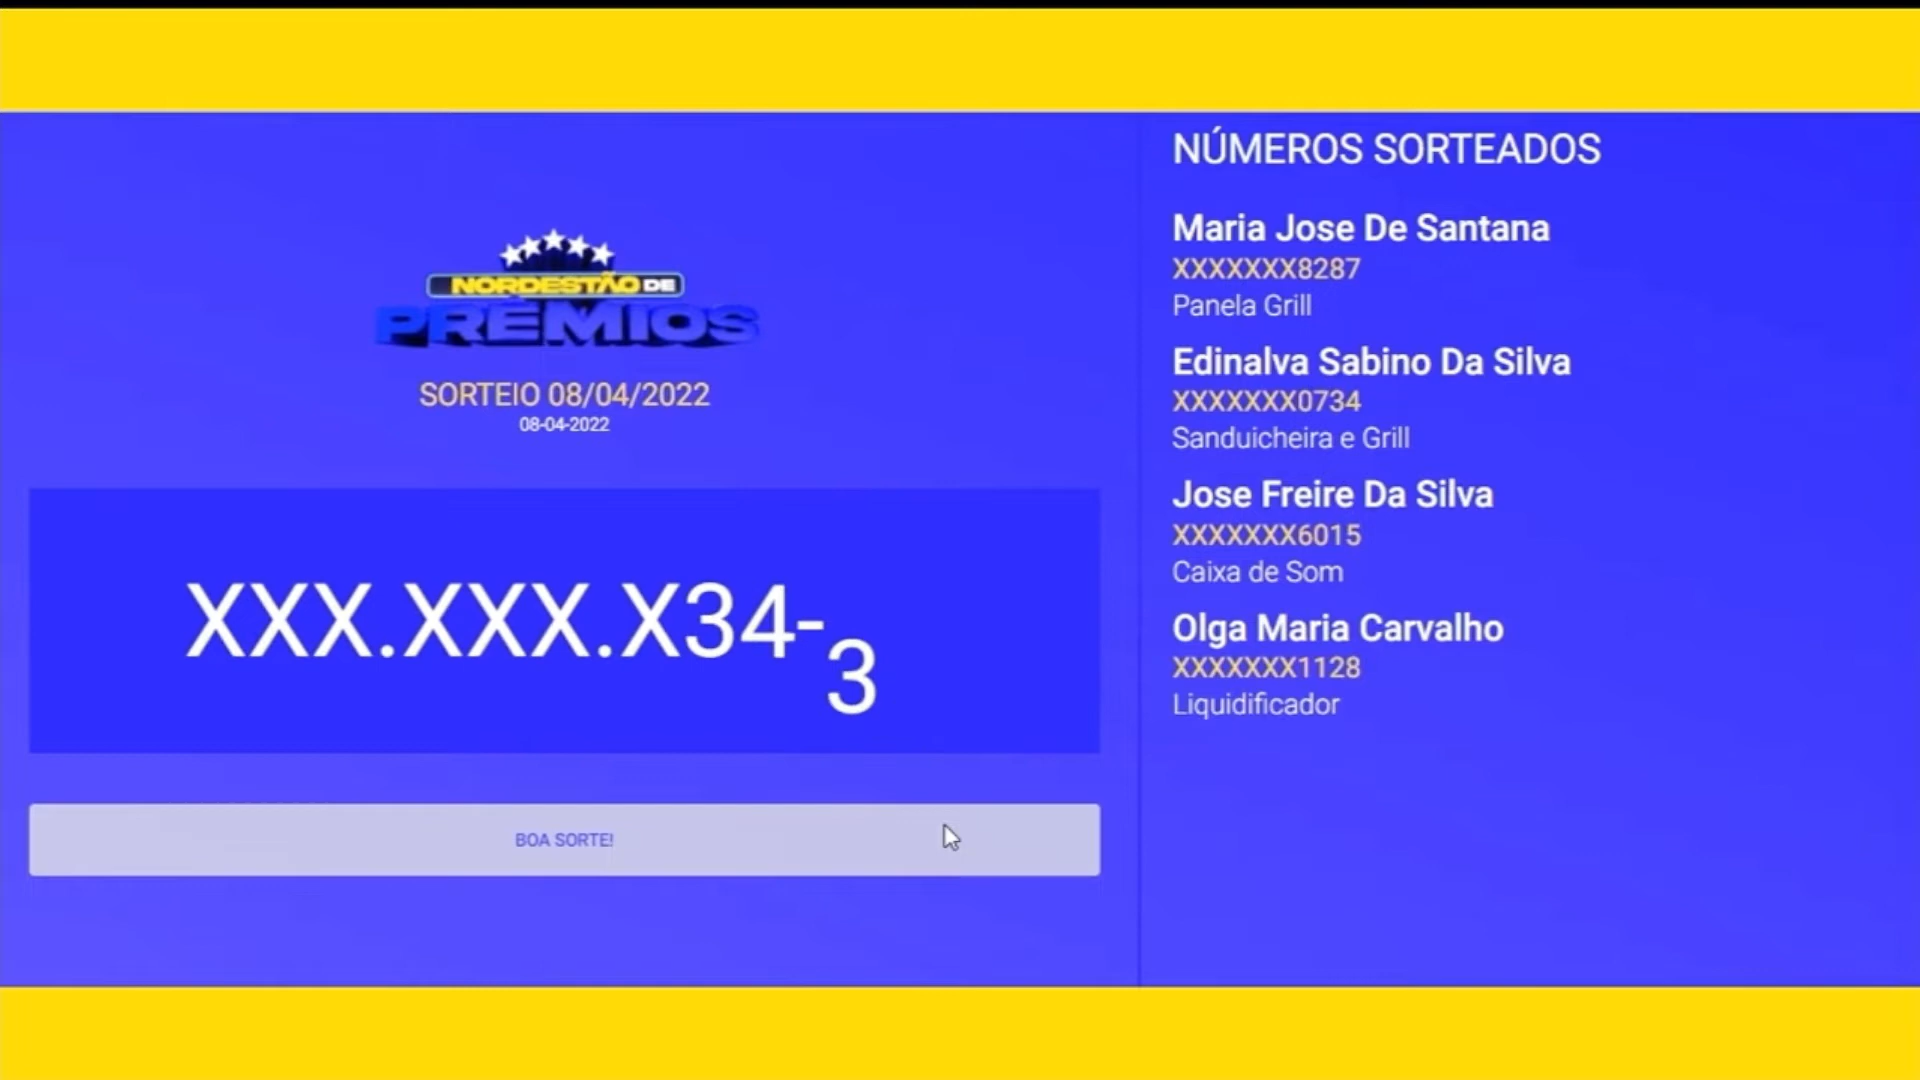 NORDESTÃO DE
PRÊMIOS
SORTEIO 08/04/2022
08-04-2022
XXX.XXX.X34-3
BOA SORTE!
NÚMEROS SORTEADOS
Maria Jose De Santana
XXXXXXX8287
Panela Grill
Edinalva Sabino Da Silva
XXXXXXX0734
Sanduicheira e Grill
Jose Freire Da Silva
XXXXXXX6015
Caixa de Som
Olga Maria Carvalho
XXXXXXX1128
Liquidificador